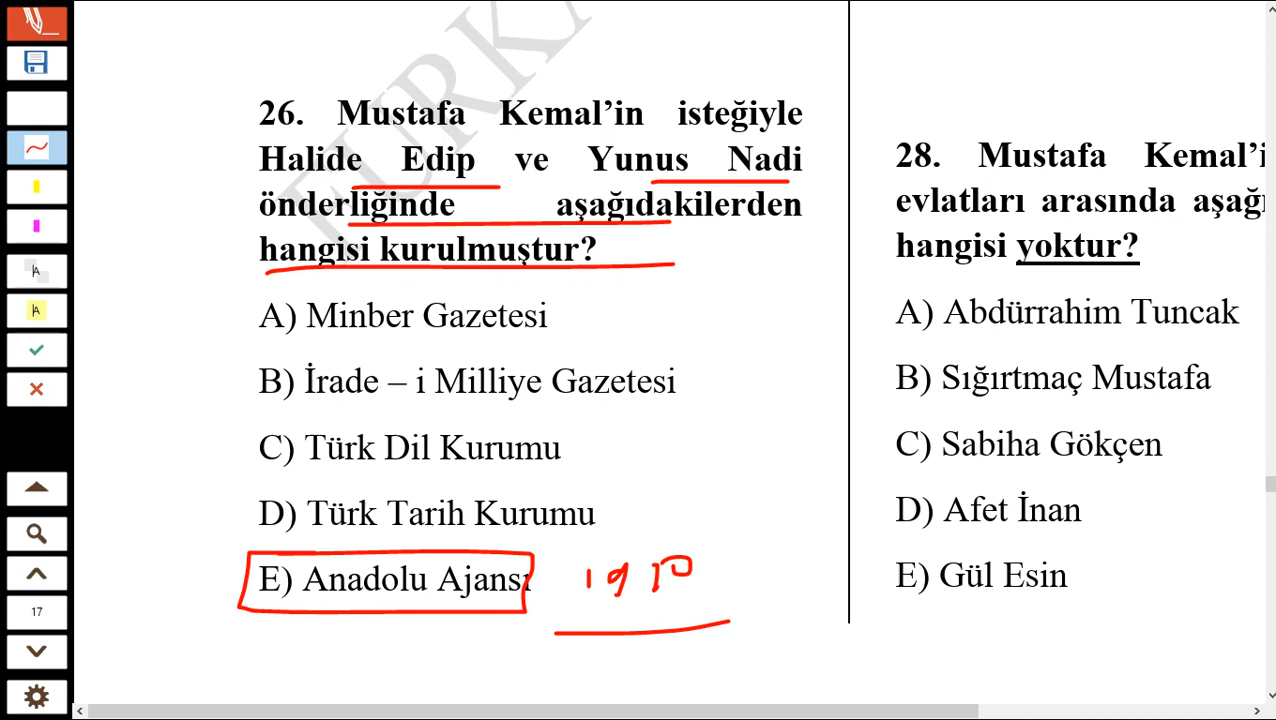 FURKA
26. Mustafa Kemal’in isteğiyle
Halide Edip ve Yunus Nadi
önderliğinde aşağıdakilerden
hangisi kurulmuştur?
A) Minber Gazetesi
B) İrade – i Milliye Gazetesi
C) Türk Dil Kurumu
D) Türk Tarih Kurumu
E) Anadolu Ajansı
28. Mustafa Kemal’i
evlatları arasında aşağı
hangisi yoktur?
A) Abdürrahim Tuncak
B) Sığırtmaç Mustafa
C) Sabiha Gökçen
D) Afet İnan
E) Gül Esin
17